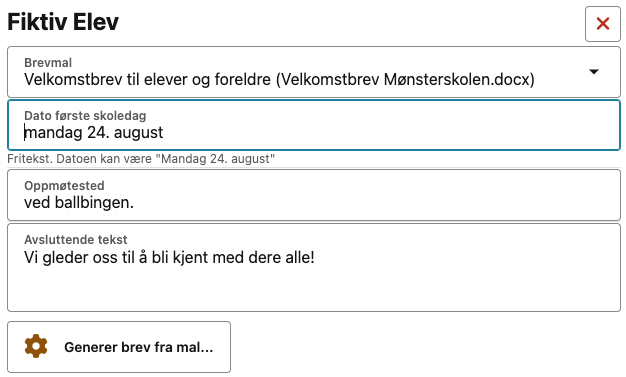 Fiktiv Elev
Brevmal
Velkomstbrev til elever og foreldre (Velkomstbrev Mønsterskolen.docx)
Dato første skoledag
mandag 24. august
Fritekst. Datoen kan være "Mandag 24. august"
Oppmøtested
ved ballbingen.
Avsluttende tekst
Vi gleder oss til å bli kjent med dere alle!
Generer brev fra mal...